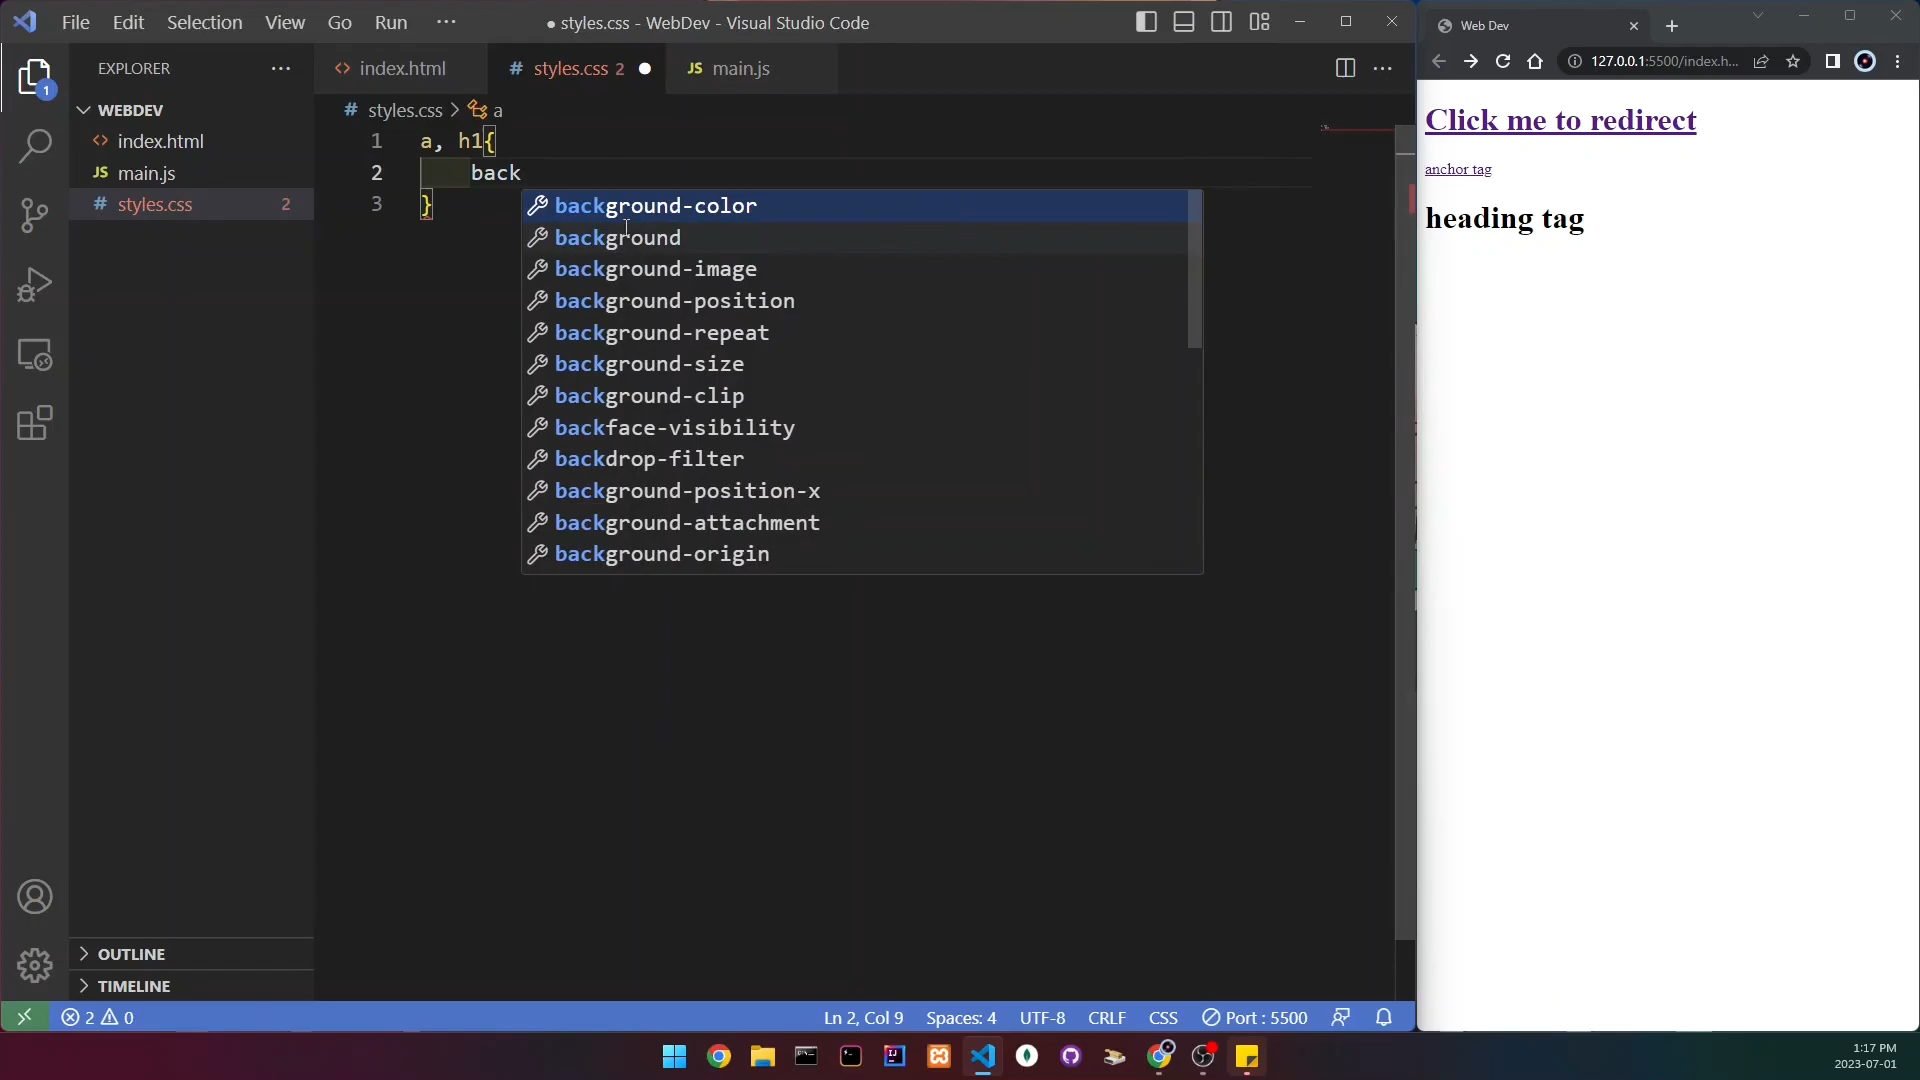 File Edit Selection View Go Run ···
● styles.css - WebDev - Visual Studio Code
Web Dev
EXPLORER ···
<> index.html
# styles.css 2 ●
JS main.js
127.0.0.1:5500/index.h...
1
WEBDEV
<> index.html
JS main.js
# styles.css 2
# styles.css > a
1 a, h1{
2 back
3 }
background-color
background
background-image
background-position
background-repeat
background-size
background-clip
backface-visibility
backdrop-filter
background-position-x
background-attachment
background-origin
Click me to redirect
anchor tag
heading tag
OUTLINE
TIMELINE
2 0
Ln 2, Col 9 Spaces: 4 UTF-8 CRLF CSS Port : 5500
1:17 PM
2023-07-01